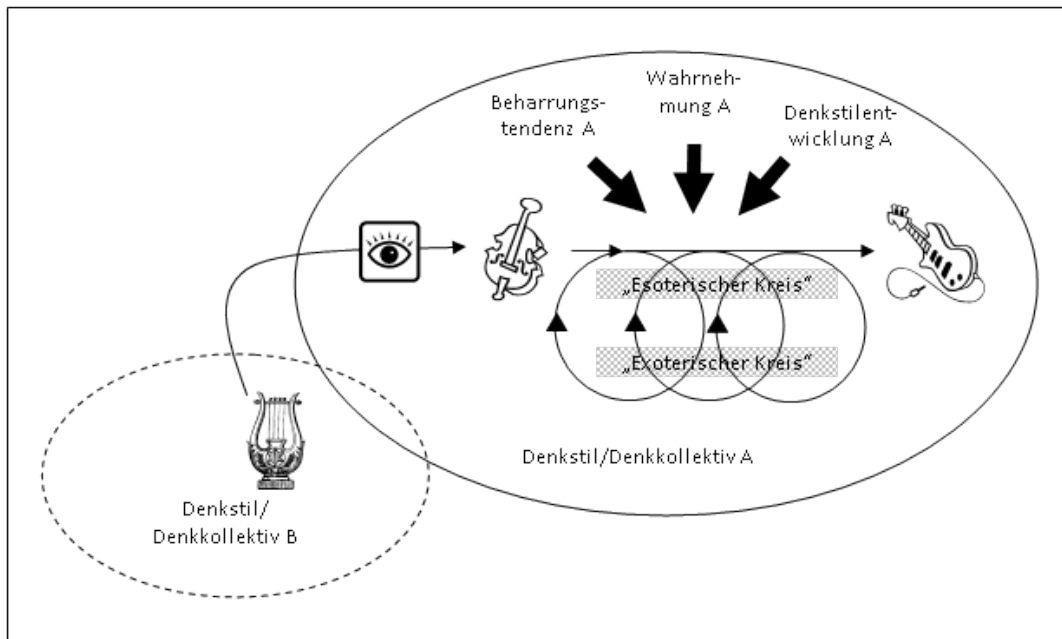 Wahrneh-
mung A
Beharrungs-
tendenz A
Denkstilent-
wicklung A
„Esoterischer Kreis“
„Exoterischer Kreis“
Denkstil/Denkkollektiv A
Denkstil/
Denkkollektiv B